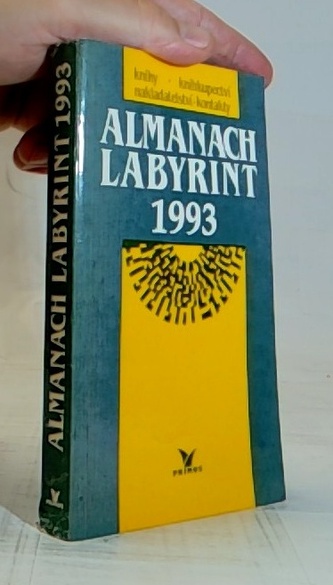 knihy · knihkupectví
nakladatelství · kontakty
ALMANACH
LABYRINT
1993
PRIMUS
ALMANACH LABYRINT 1993